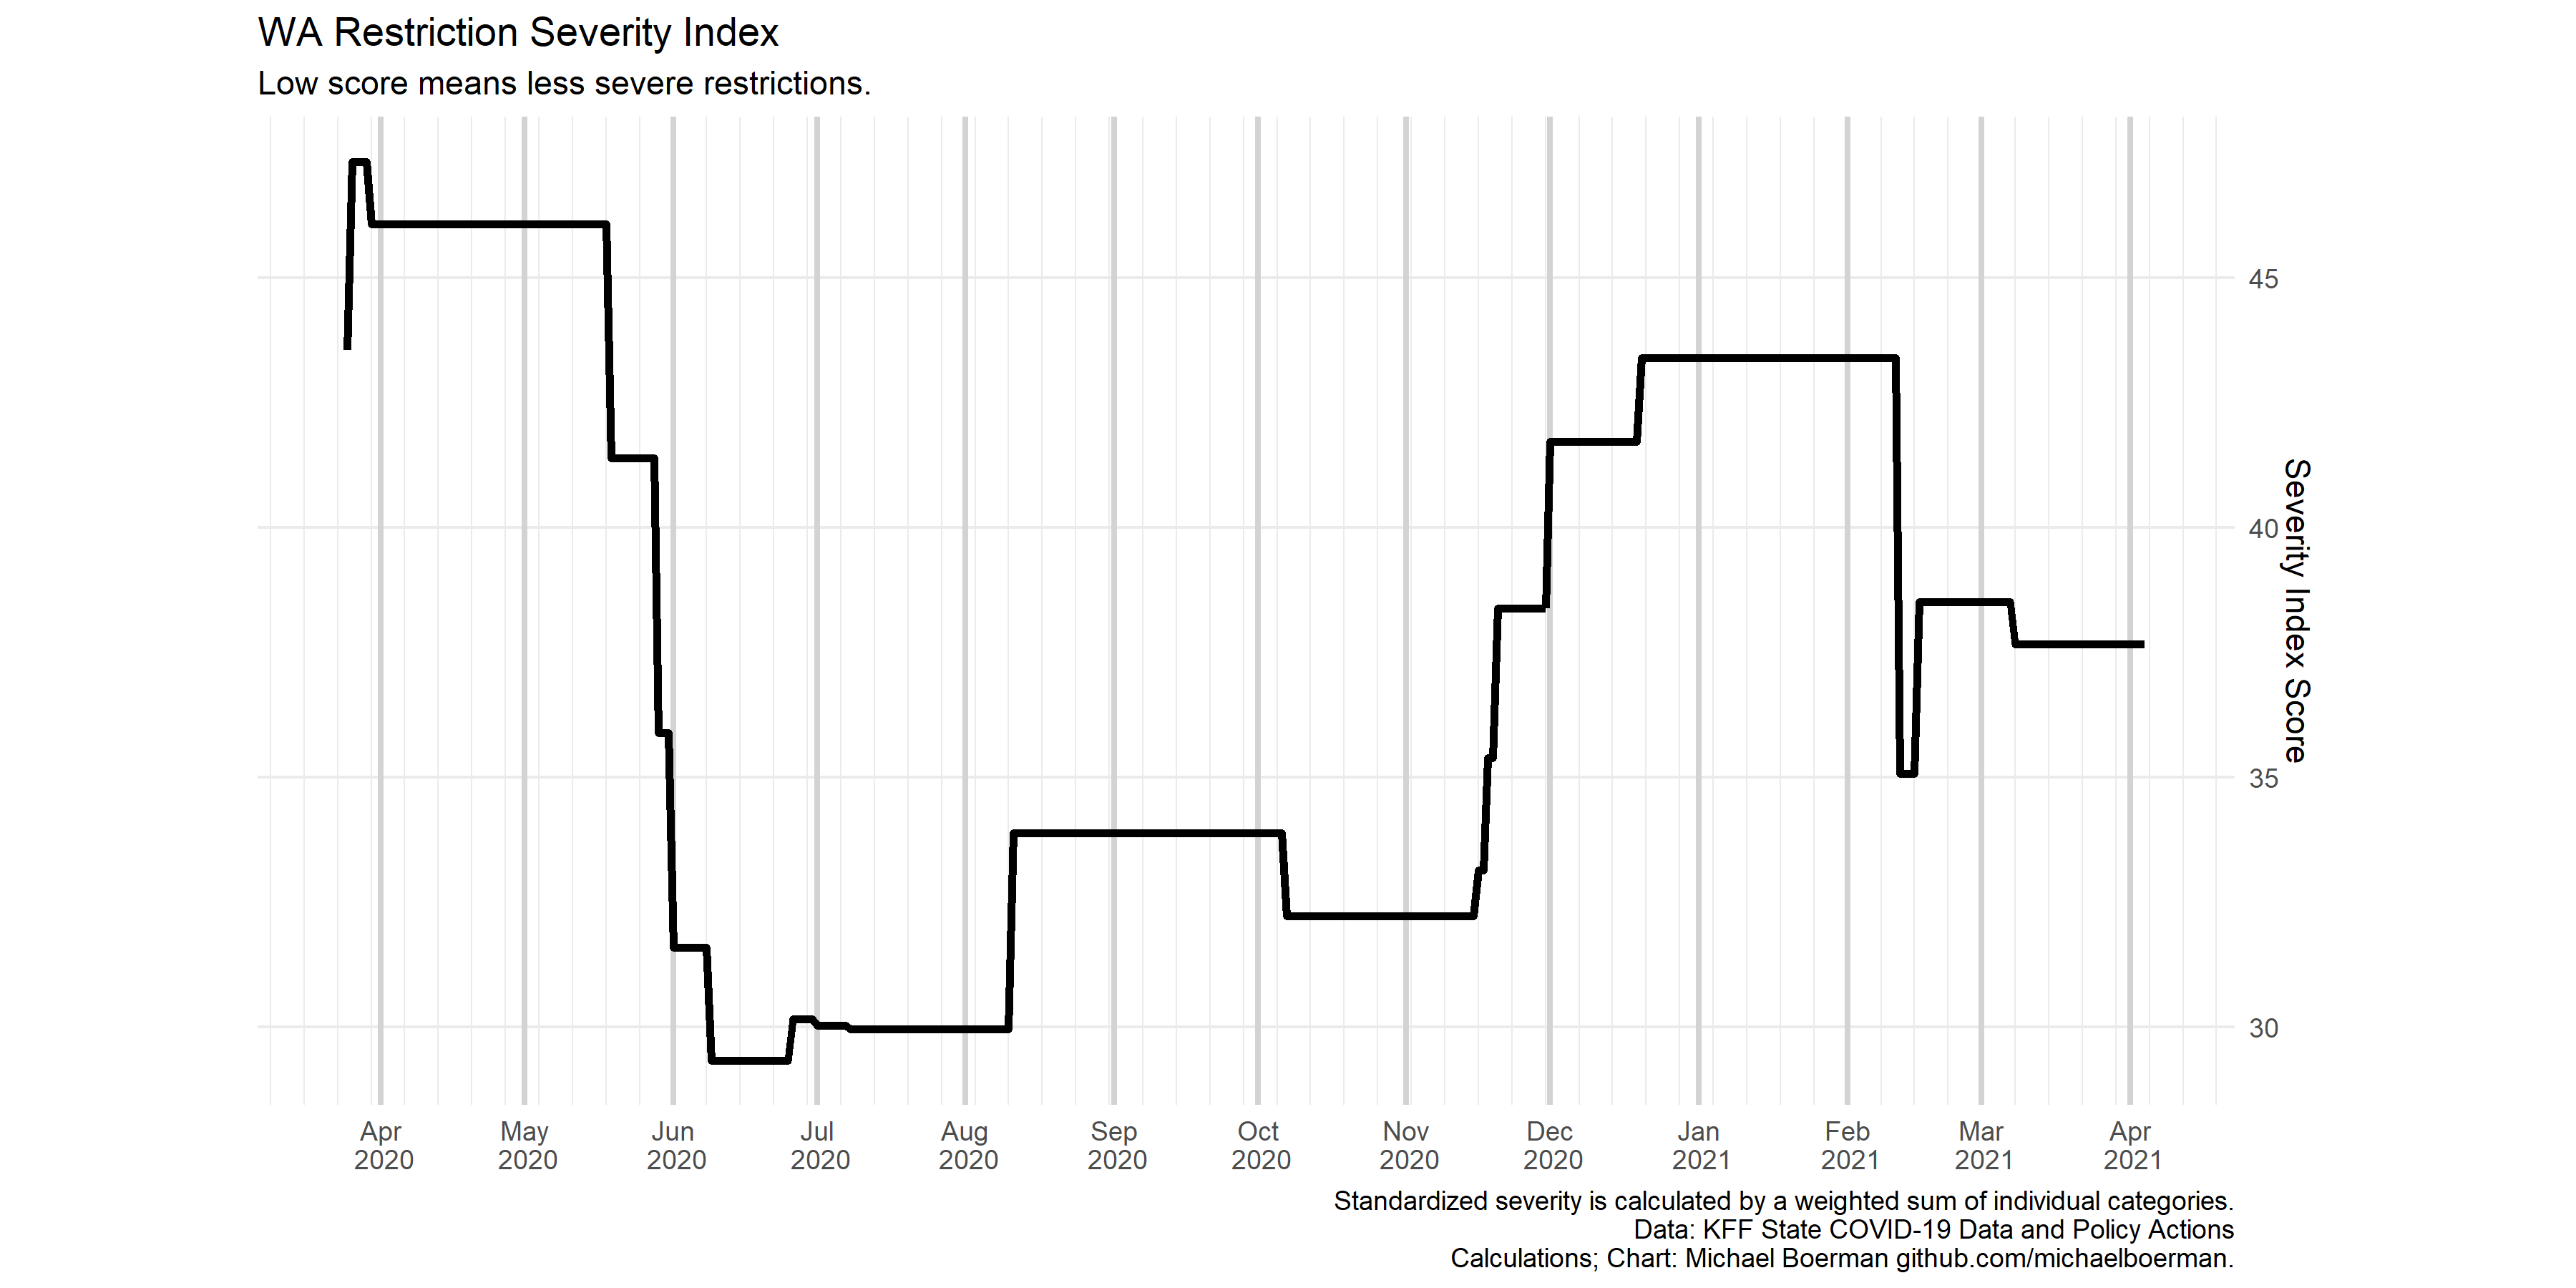 WA Restriction Severity Index
Low score means less severe restrictions.
45
40
35
30
Severity Index Score
Apr
2020
May
2020
Jun
2020
Jul
2020
Aug
2020
Sep
2020
Oct
2020
Nov
2020
Dec
2020
Jan
2021
Feb
2021
Mar
2021
Apr
2021
Standardized severity is calculated by a weighted sum of individual categories.
Data: KFF State COVID-19 Data and Policy Actions
Calculations; Chart: Michael Boerman github.com/michaelboerman.